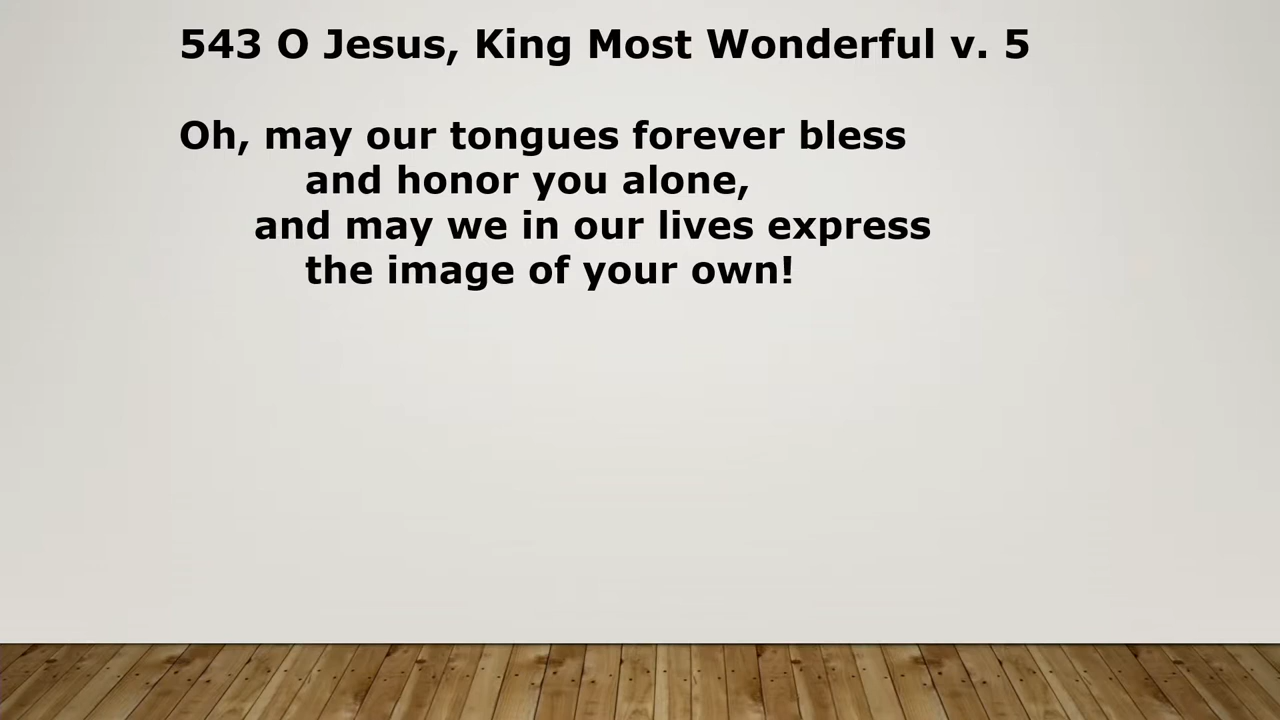 543 O Jesus, King Most Wonderful v. 5
Oh, may our tongues forever bless
and honor you alone,
and may we in our lives express
the image of your own!